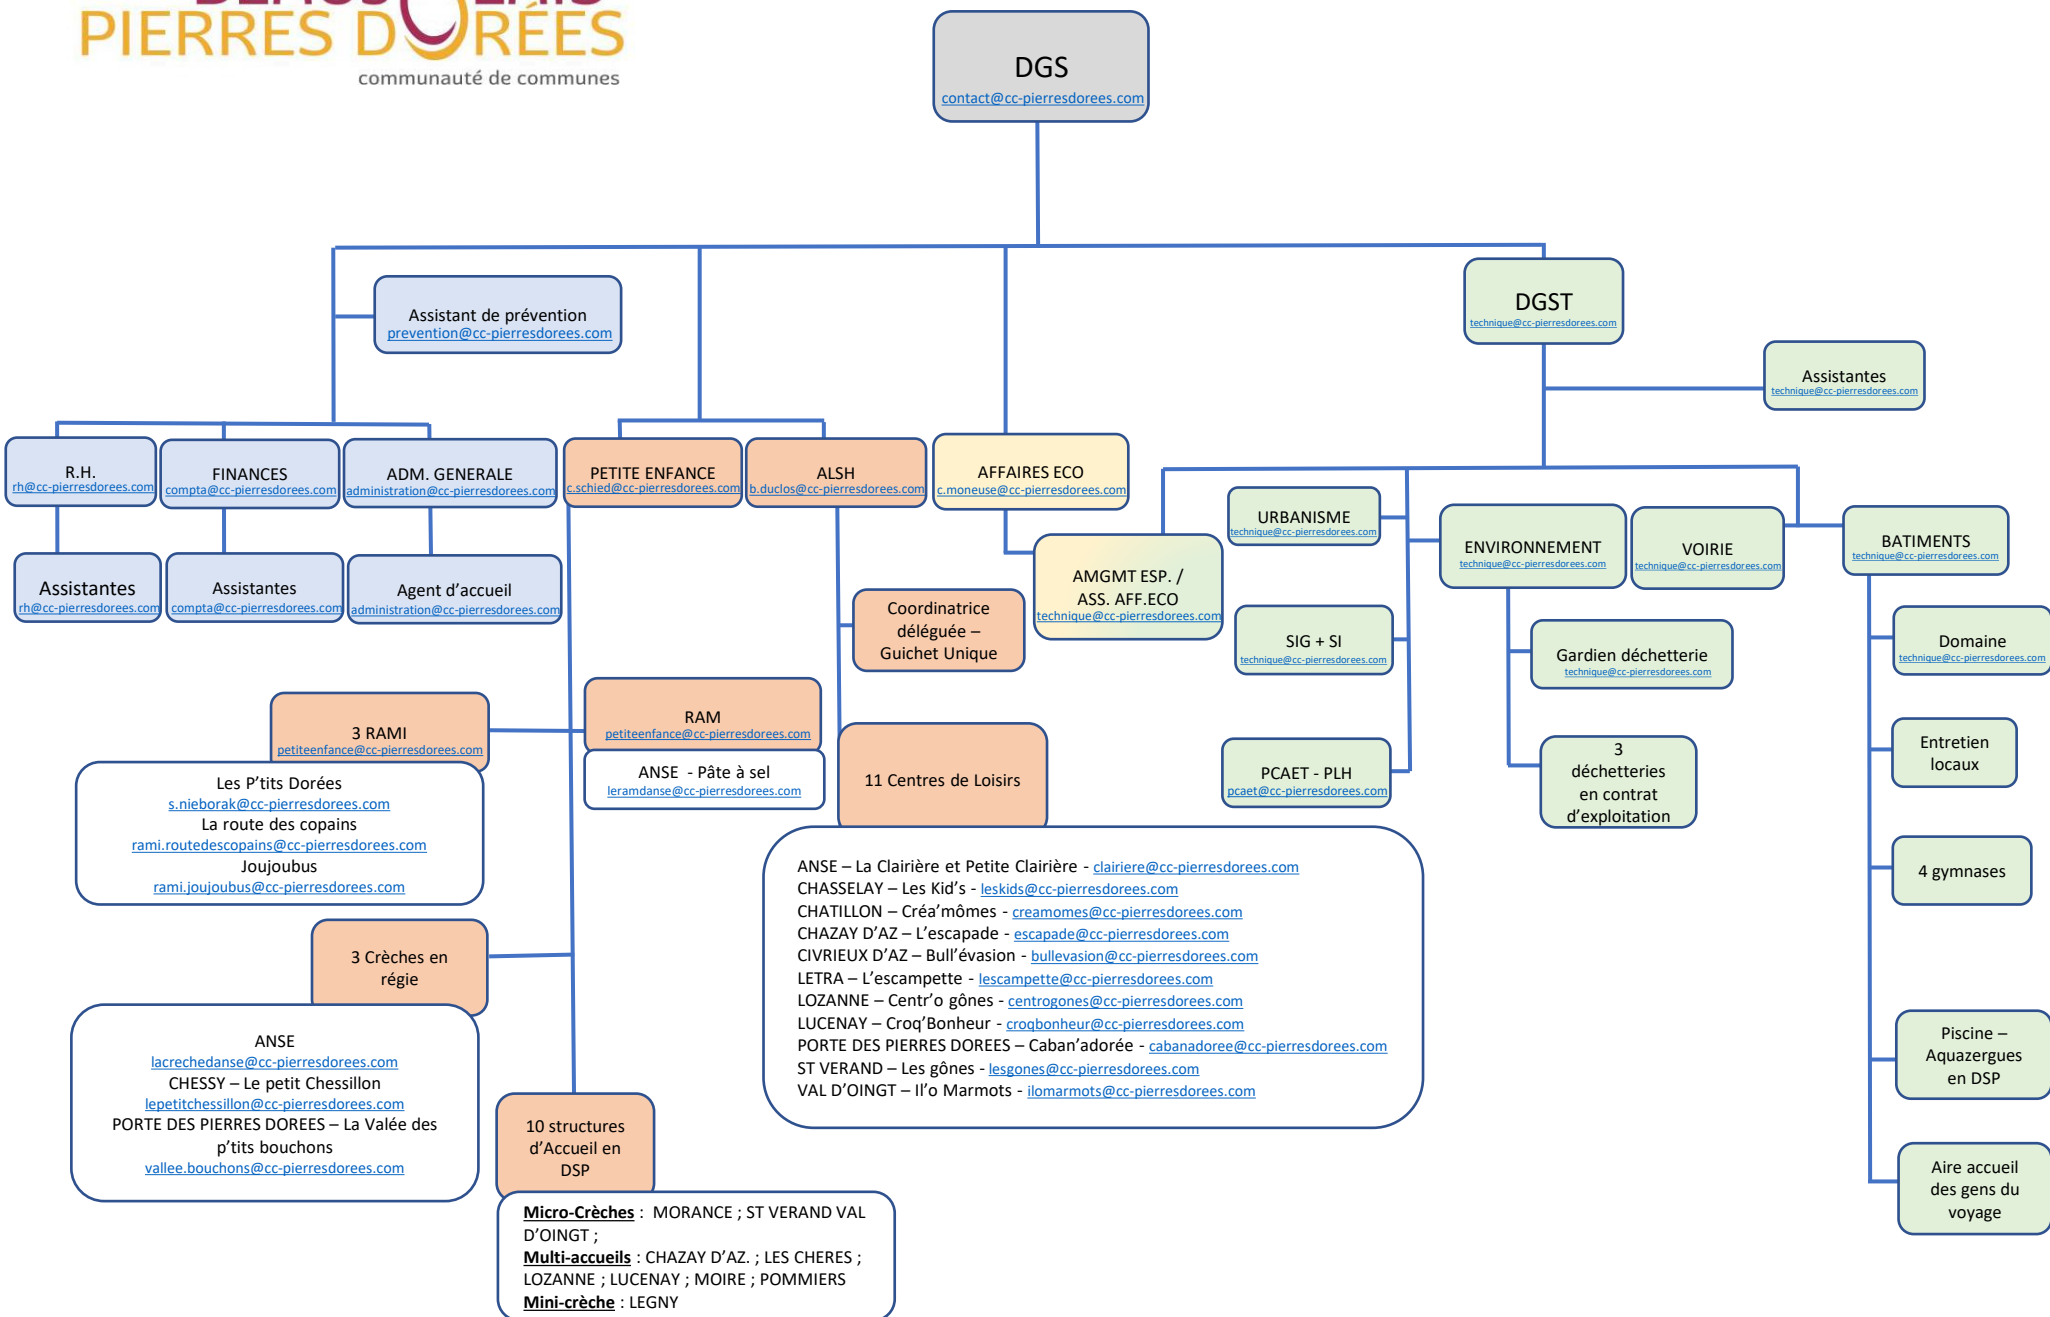 PIERRES DORÉES
communauté de communes
DGS
contact@cc-pierresdorees.com
Assistant de prévention
prevention@cc-pierresdorees.com
DGST
technique@cc-pierresdorees.com
Assistantes
technique@cc-pierresdorees.com
R.H.
rh@cc-pierresdorees.com
FINANCES
compta@cc-pierresdorees.com
ADM. GENERALE
administration@cc-pierresdorees.com
PETITE ENFANCE
c.schied@cc-pierresdorees.com
ALSH
b.duclos@cc-pierresdorees.com
AFFAIRES ECO
c.moneuse@cc-pierresdorees.com
Assistantes
rh@cc-pierresdorees.com
Assistantes
compta@cc-pierresdorees.com
Agent d’accueil
administration@cc-pierresdorees.com
Coordinatrice
déléguée –
Guichet Unique
AMGMT ESP. /
ASS. AFF.ECO
technique@cc-pierresdorees.com
URBANISME
technique@cc-pierresdorees.com
SIG + SI
technique@cc-pierresdorees.com
PCAET - PLH
pcaet@cc-pierresdorees.com
ENVIRONNEMENT
technique@cc-pierresdorees.com
Gardien déchetterie
technique@cc-pierresdorees.com
3
déchetteries
en contrat
d’exploitation
VOIRIE
technique@cc-pierresdorees.com
BATIMENTS
technique@cc-pierresdorees.com
Domaine
technique@cc-pierresdorees.com
Entretien
locaux
4 gymnases
Piscine –
Aquazergues
en DSP
Aire accueil
des gens du
voyage
3 RAMI
petiteenfance@cc-pierresdorees.com
Les P’tits Dorées
s.nieborak@cc-pierresdorees.com
La route des copains
rami.routedescopains@cc-pierresdorees.com
Joujoubus
rami.joujoubus@cc-pierresdorees.com
RAM
petiteenfance@cc-pierresdorees.com
ANSE - Pâte à sel
leramdanse@cc-pierresdorees.com
3 Crèches en
régie
ANSE
lacrechedanse@cc-pierresdorees.com
CHESSY – Le petit Chessillon
lepetitchessillon@cc-pierresdorees.com
PORTE DES PIERRES DOREES – La Valée des
p’tits bouchons
vallee.bouchons@cc-pierresdorees.com
10 structures
d’Accueil en
DSP
Micro-Crèches : MORANCE ; ST VERAND VAL
D’OINGT ;
Multi-accueils : CHAZAY D’AZ. ; LES CHERES ;
LOZANNE ; LUCENAY ; MOIRE ; POMMIERS
Mini-crèche : LEGNY
11 Centres de Loisirs
ANSE – La Clairière et Petite Clairière - clairiere@cc-pierresdorees.com
CHASSELAY – Les Kid’s - leskids@cc-pierresdorees.com
CHATILLON – Créa’mômes - creamomes@cc-pierresdorees.com
CHAZAY D’AZ – L’escapade - escapade@cc-pierresdorees.com
CIVRIEUX D’AZ – Bull’évasion - bullevasion@cc-pierresdorees.com
LETRA – L’escampette - lescampette@cc-pierresdorees.com
LOZANNE – Centr’o gônes - centrogones@cc-pierresdorees.com
LUCENAY – Croq’Bonheur - croqbonheur@cc-pierresdorees.com
PORTE DES PIERRES DOREES – Caban’adorée - cabanadoree@cc-pierresdorees.com
ST VERAND – Les gônes - lesgones@cc-pierresdorees.com
VAL D’OINGT – Il’o Marmots - ilomarmots@cc-pierresdorees.com